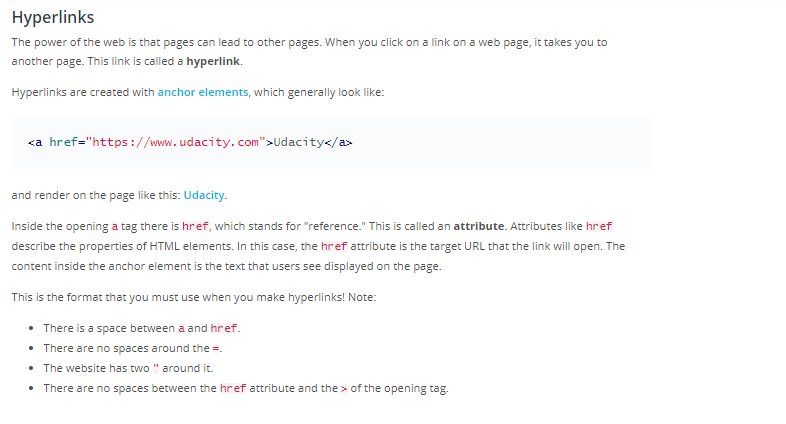 Hyperlinks
The power of the web is that pages can lead to other pages. When you click on a link on a web page, it takes you to
another page. This link is called a hyperlink.
Hyperlinks are created with anchor elements, which generally look like:
<a href="https://www.udacity.com">Udacity</a>
and render on the page like this: Udacity.
Inside the opening a tag there is href, which stands for "reference." This is called an attribute. Attributes like href
describe the properties of HTML elements. In this case, the href attribute is the target URL that the link will open. The
content inside the anchor element is the text that users see displayed on the page.
This is the format that you must use when you make hyperlinks! Note:
• There is a space between a and href.
• There are no spaces around the =.
• The website has two " around it.
• There are no spaces between the href attribute and the > of the opening tag.